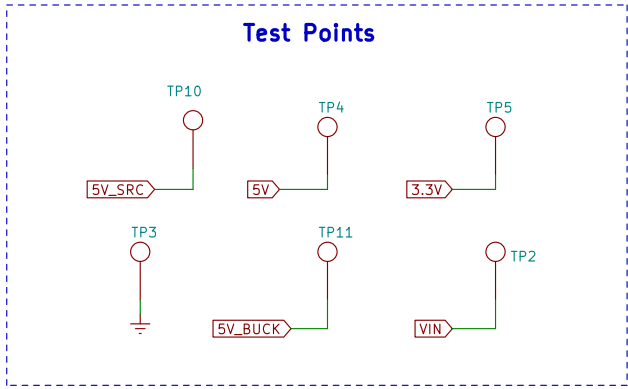 Test Points
TP10
TP4
TP5
5V_SRC
5V
3.3V
TP3
TP11
TP2
5V_BUCK
VIN